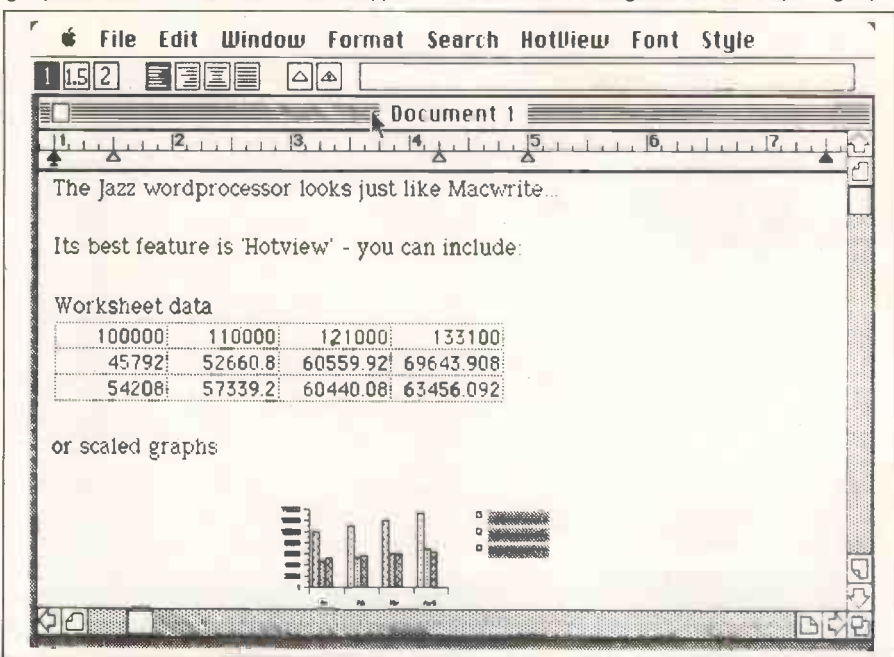 File Edit Window Format Search HotView Font Style
1 1.5 2
Document 1
1 2 3 4 5 6 7
The Jazz wordprocessor looks just like Macwrite...
Its best feature is 'Hotview' - you can include:
Worksheet data
100000 110000 121000 133100
45792 52660.8 60559.92 69643.908
54208 57339.2 60440.08 63456.092
or scaled graphs